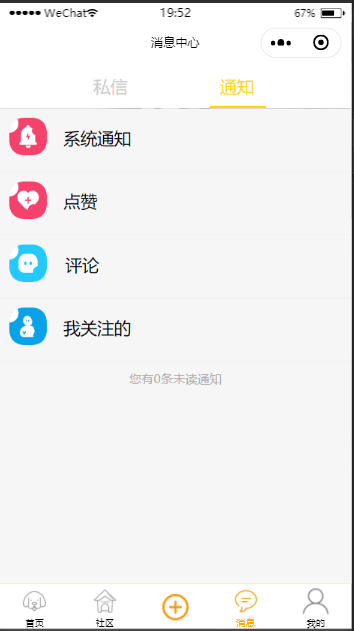 WeChat 19:52 67%
消息中心
私信 通知
系统通知
点赞
评论
我关注的
您有0条未读通知
首页 社区 消息 我的